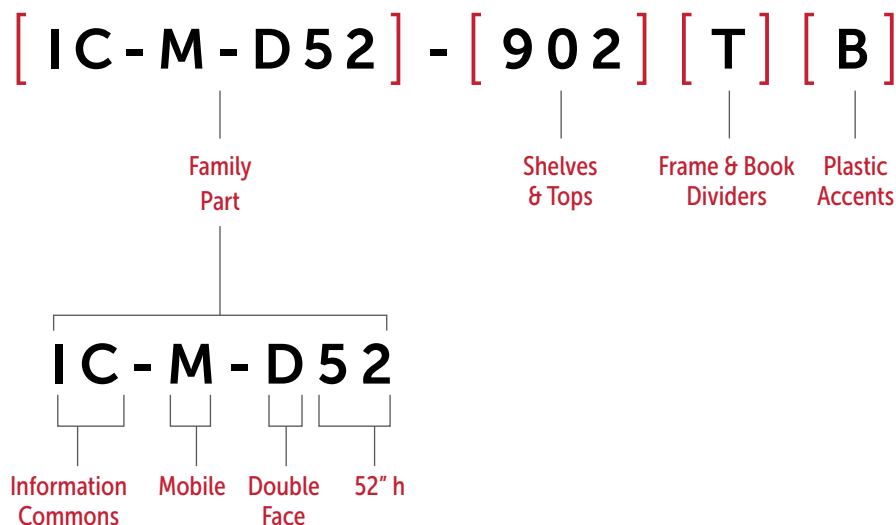 [IC-M-D52] - [902] [T] [B]
Family
Part
Shelves
& Tops
Frame & Book
Dividers
Plastic
Accents
IC-M-D52
Information
Commons
Mobile
Double
Face
52” h